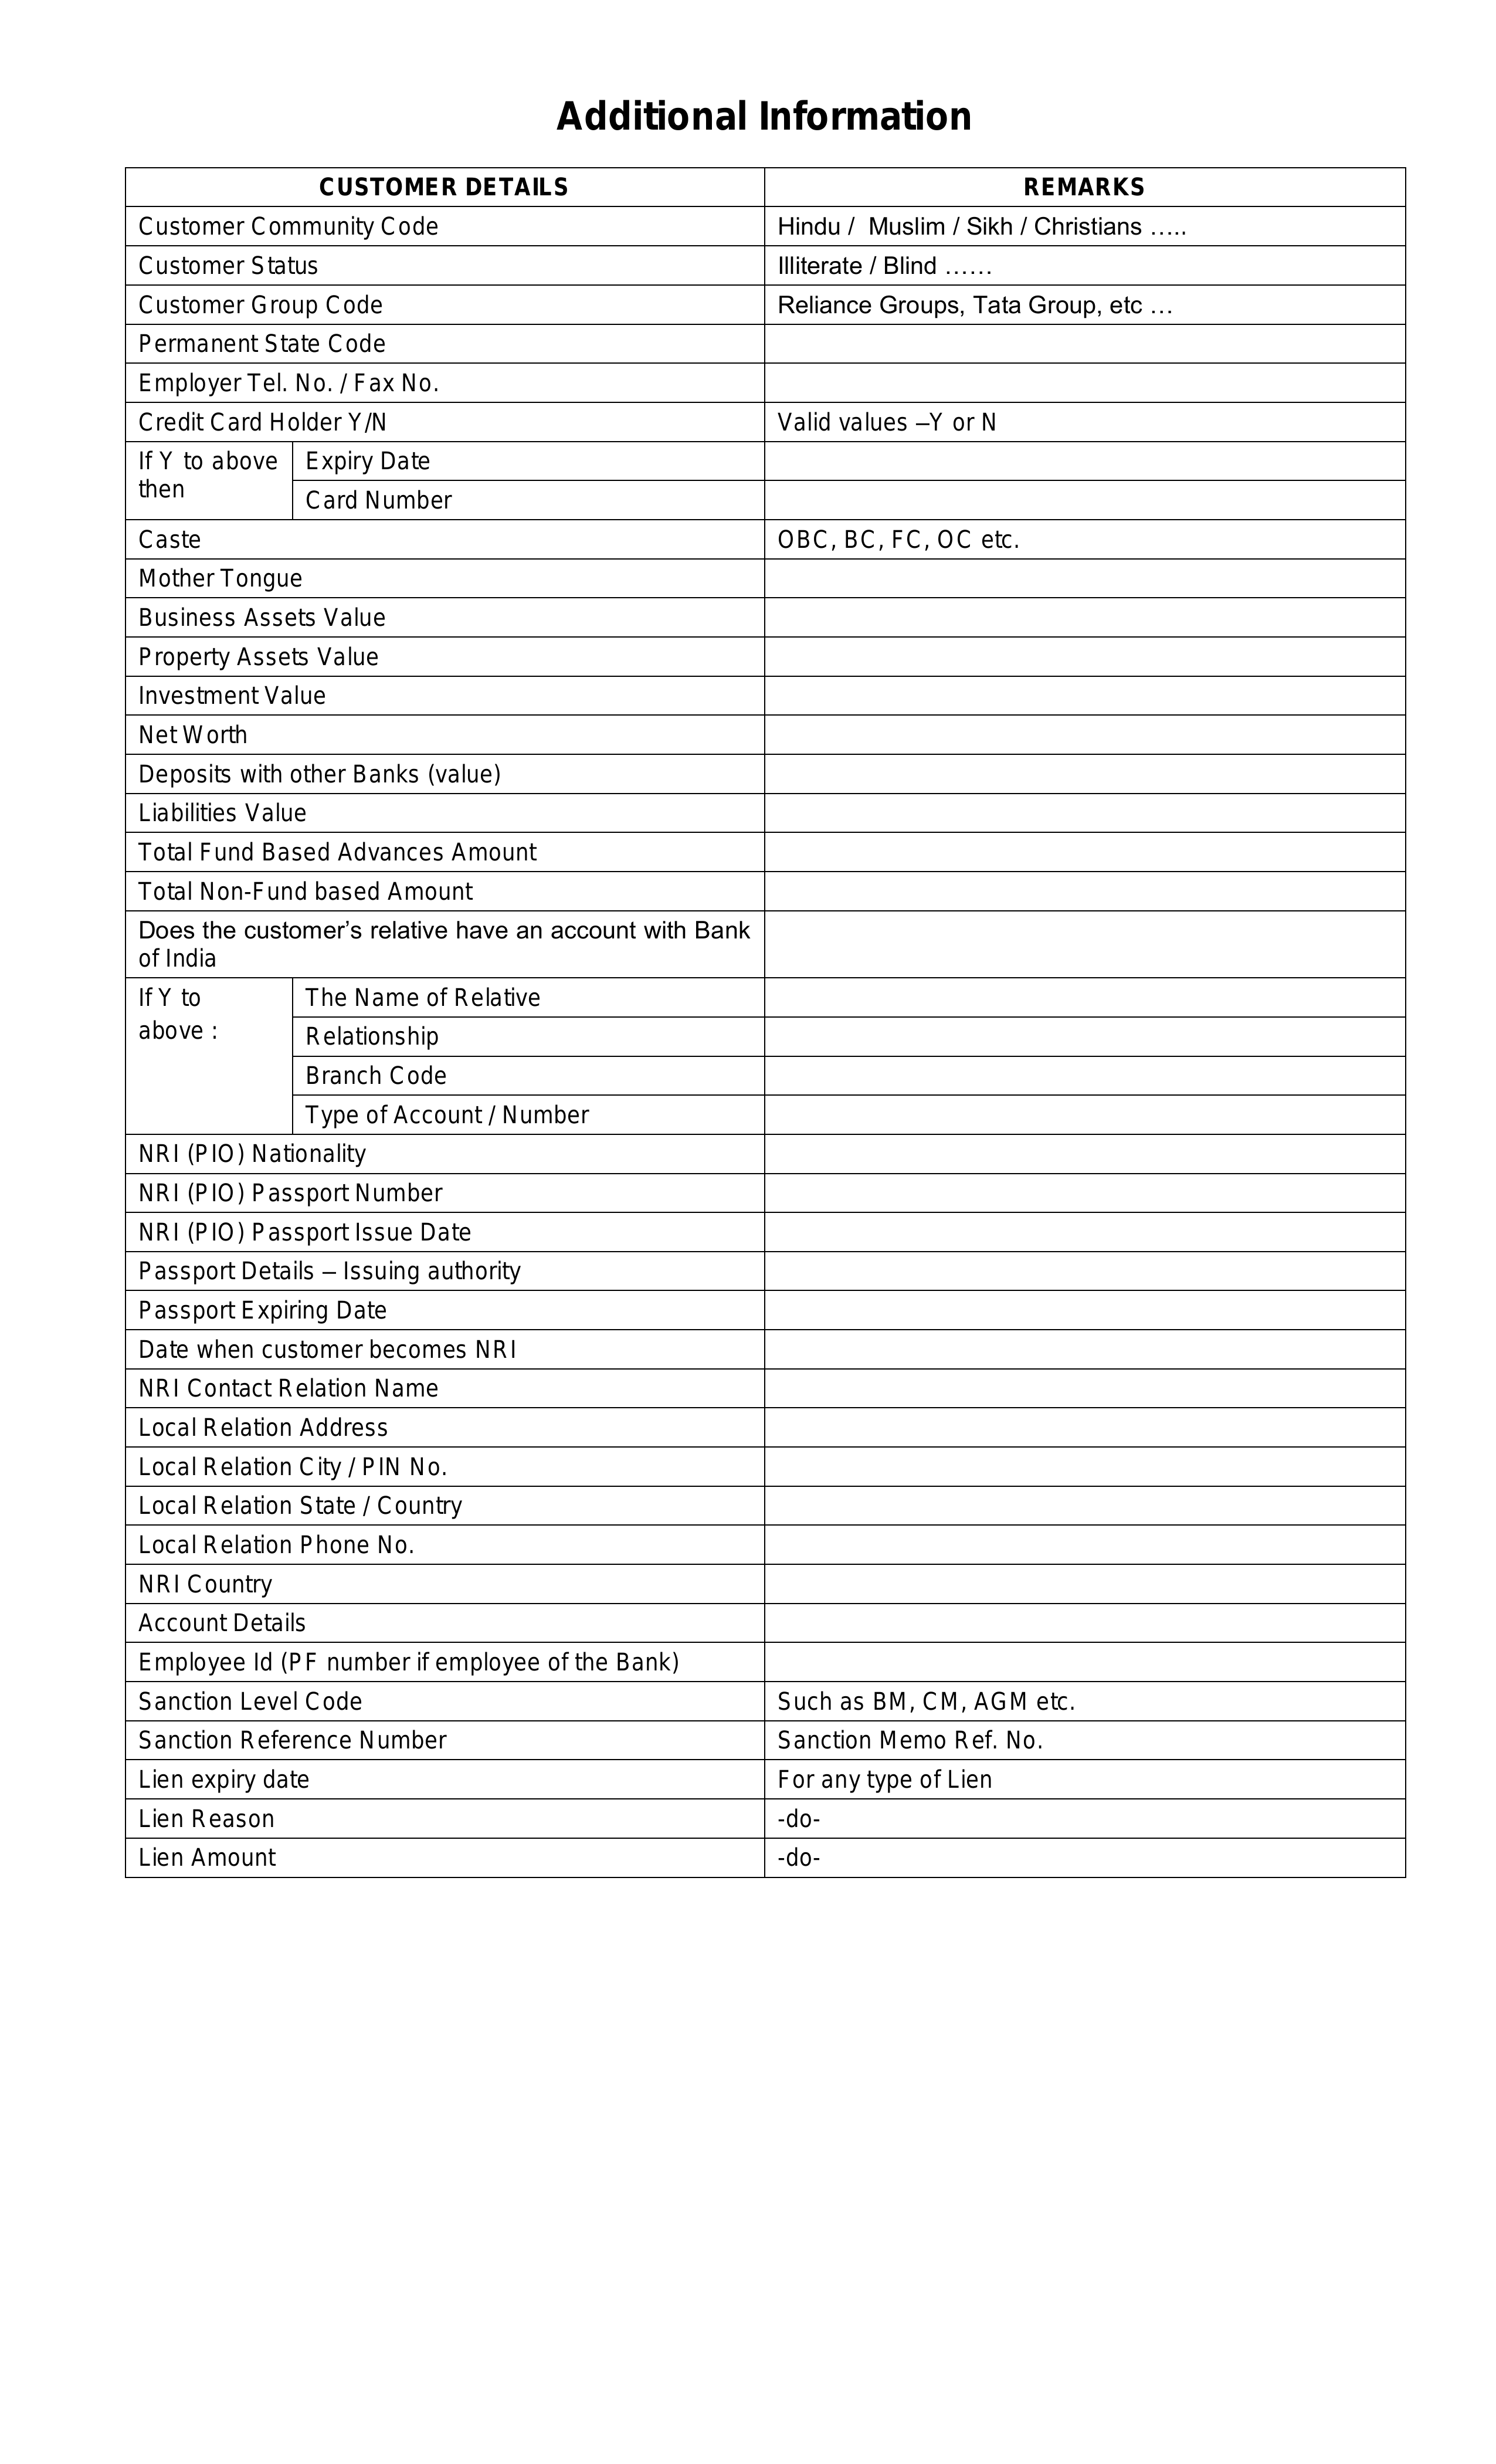 Additional Information
CUSTOMER DETAILS REMARKS
Customer Community Code Hindu /  Muslim / Sikh / Christians …..
Customer Status Illiterate / Blind ……
Customer Group Code Reliance Groups, Tata Group, etc …
Permanent State Code
Employer Tel. No. / Fax No.
Credit Card Holder Y/N Valid values –Y or N
If Y to above Expiry Date
then
Card Number
Caste OBC, BC, FC, OC etc.
Mother Tongue
Business Assets Value
Property Assets Value
Investment Value
Net Worth
Deposits with other Banks (value)
Liabilities Value
Total Fund Based Advances Amount
Total Non-Fund based Amount
Does the customer’s relative have an account with Bank
of India
If Y to The Name of Relative
above : Relationship
Branch Code
Type of Account / Number
NRI (PIO) Nationality
NRI (PIO) Passport Number
NRI (PIO) Passport Issue Date
Passport Details – Issuing authority
Passport Expiring Date
Date when customer becomes NRI
NRI Contact Relation Name
Local Relation Address
Local Relation City / PIN No.
Local Relation State / Country
Local Relation Phone No.
NRI Country
Account Details
Employee Id (PF number if employee of the Bank)
Sanction Level Code Such as BM, CM, AGM etc.
Sanction Reference Number Sanction Memo Ref. No.
Lien expiry date For any type of Lien
Lien Reason -do-
Lien Amount -do-